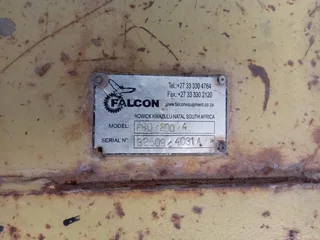 FALCON
Tel.:+27 33 330 4764
Fax.:+27 33 330 2120
www.falconequipment.co.za
HOWICK KWAZULU-NATAL SOUTH AFRICA
MODEL:
SERIAL N°